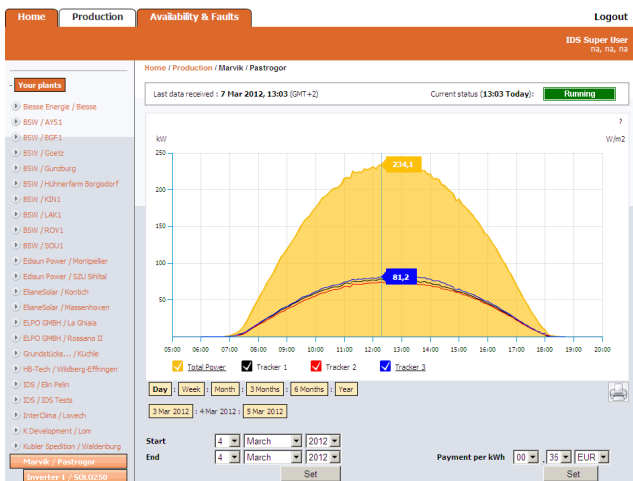 Home Production Availability & Faults Logout
IDS Super User
na, na, na
Home / Production / Marvik / Pastrogor
- Your plants
Biesse Energie / Biesse
BSW / AYS1
BSW / BGF1
BSW / Goetz
BSW / Gunzburg
BSW / Hühnerfarm Borgisdorf
BSW / KIN1
BSW / LAK1
BSW / ROY1
BSW / SOU1
Edisun Power / Montpellier
Edisun Power / SZU Sihltal
ElianeSolar / Kontich
ElianeSolar / Massenhoven
ELPO GMBH / La Ghiaia
ELPO GMBH / Rossano II
Grundstücks... / Küchle
HB-Tech / Wildberg-Effringen
IDS / Elin Pelin
IDS / IDS Tests
InterClima / Lovech
K Development / Lom
Kubler Spedition / Waldenburg
Marvik / Pastrogor
Inverter 1 / SOLO250
Last data received : 7 Mar 2012, 13:03 (GMT+2) Current status (13:03 Today): Running
?
kW W/m2
250
200
150
100
50
234,1
81,2
05:00 06:00 07:00 08:00 09:00 10:00 11:00 12:00 13:00 14:00 15:00 16:00 17:00 18:00 19:00 20:00
Total Power Tracker 1 Tracker 2 Tracker 3
Day : Week : Month : 3 Months : 6 Months : Year
3 Mar 2012 : 4 Mar 2012 : 5 Mar 2012
Start 4 March 2012
End 4 March 2012 Payment per kWh 00 . 35 EUR
Set Set